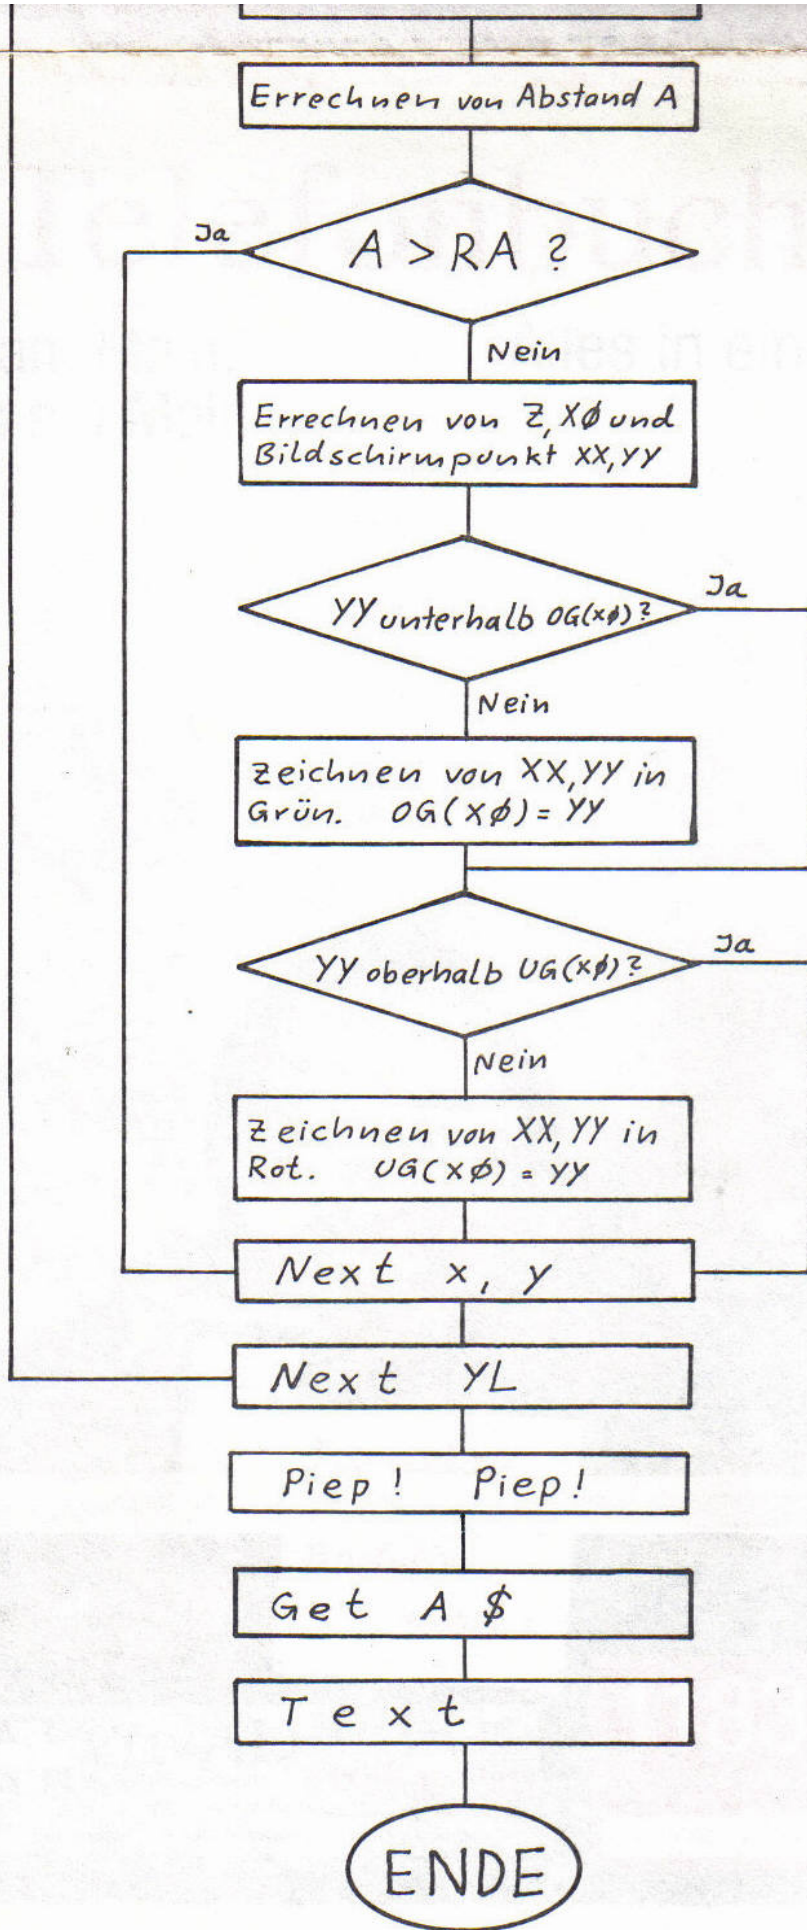 Errechnen von Abstand A
Ja
A > RA ?
Nein
Errechnen von Z, XØ und
Bildschirmpunkt XX, YY
YY unterhalb OG(XØ)?
Ja
Nein
Zeichnen von XX, YY in
Grün. OG(XØ) = YY
YY oberhalb UG(XØ)?
Ja
Nein
Zeichnen von XX, YY in
Rot. UG(XØ) = YY
Next x, y
Next YL
Piep! Piep!
Get A $
Text
ENDE